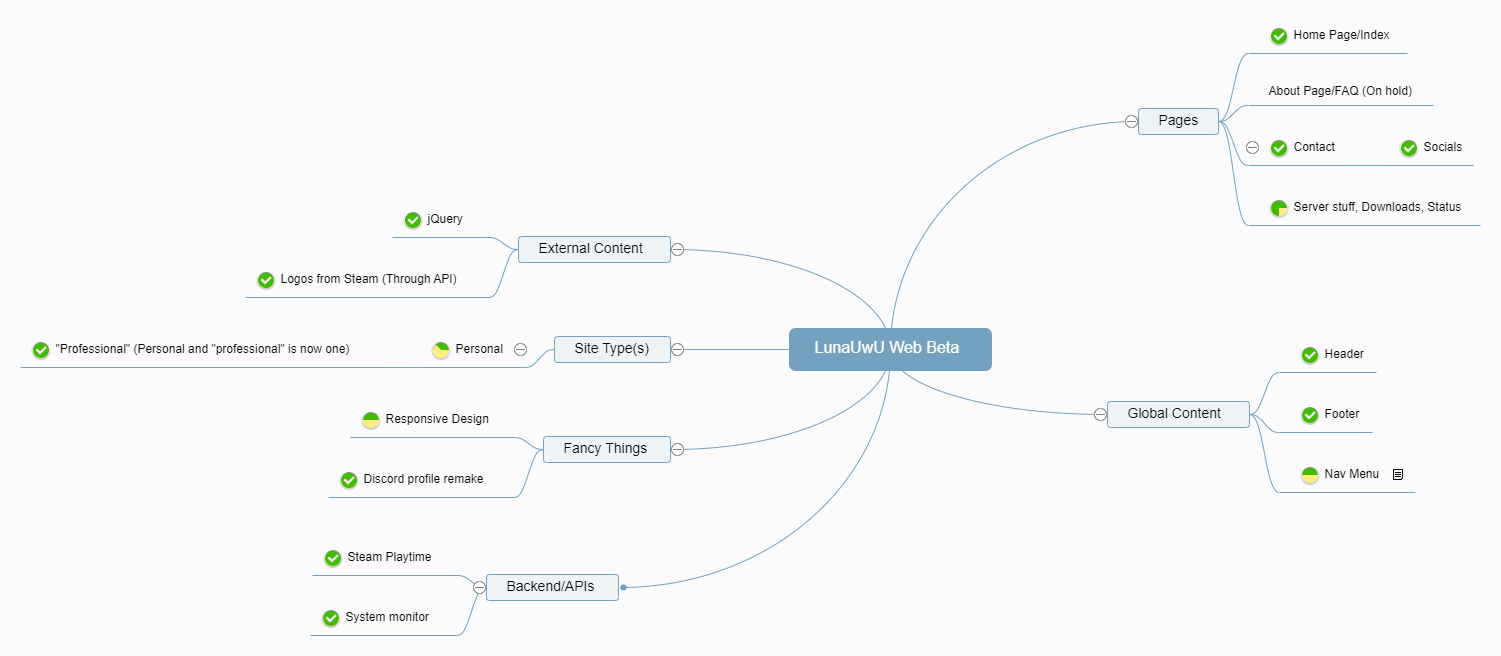 LunaUwU Web Beta
Pages
Home Page/Index
About Page/FAQ (On hold)
Contact
Socials
Server stuff, Downloads, Status
Global Content
Header
Footer
Nav Menu
External Content
jQuery
Logos from Steam (Through API)
Site Type(s)
Personal
"Professional" (Personal and "professional" is now one)
Fancy Things
Responsive Design
Discord profile remake
Backend/APIs
Steam Playtime
System monitor